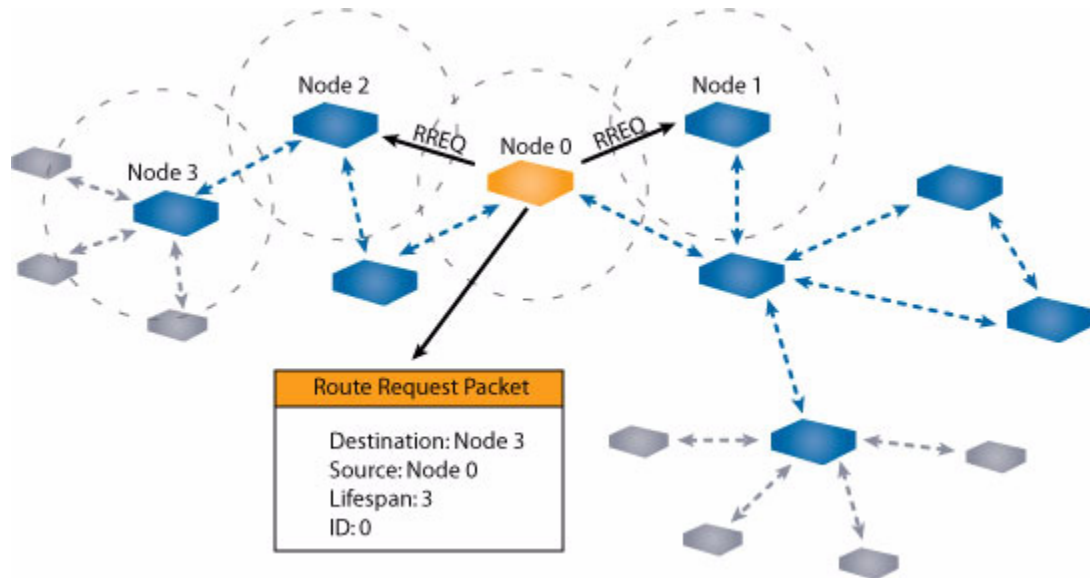 Node 2
Node 1
RREQ
RREQ
Node 0
Node 3
Route Request Packet
Destination: Node 3
Source: Node 0
Lifespan: 3
ID: 0